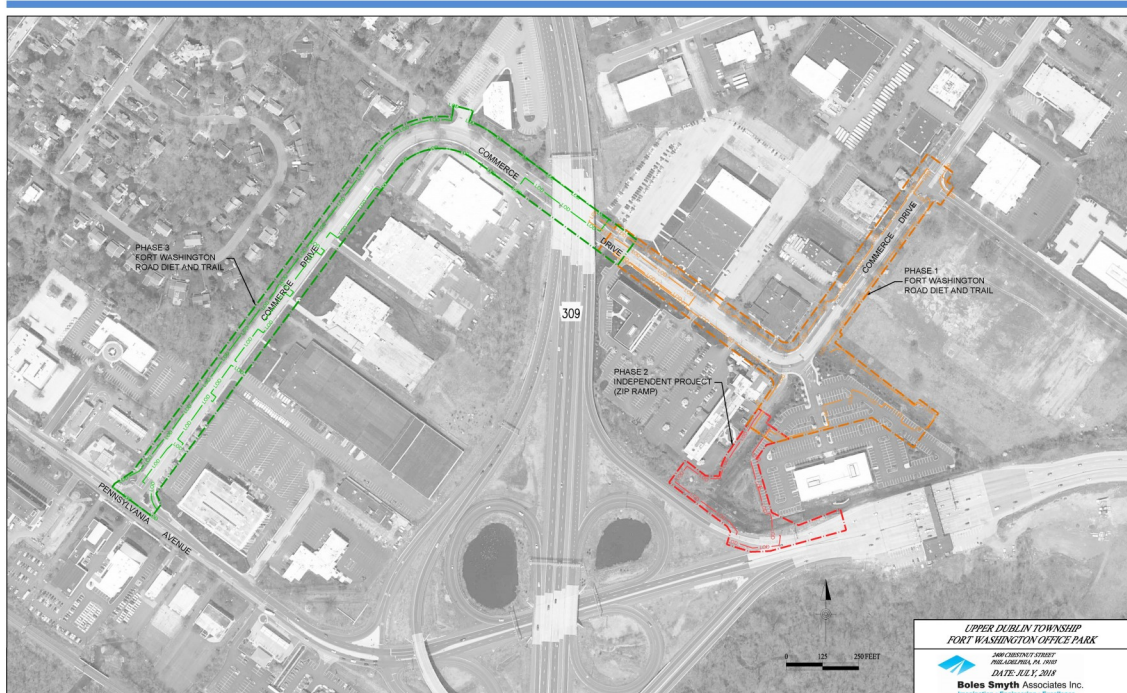 COMMERCE
DRIVE
309
COMMERCE DRIVE
PHASE 3
FORT WASHINGTON
ROAD DIET AND TRAIL
COMMERCE DRIVE
PHASE 1
FORT WASHINGTON
ROAD DIET AND TRAIL
PHASE 2
INDEPENDENT PROJECT
(ZIP RAMP)
PENNSYLVANIA
AVENUE
0 125 250 FEET
UPPER DUBLIN TOWNSHIP
FORT WASHINGTON OFFICE PARK
2400 CHESTNUT STREET
PHILADELPHIA, PA. 19103
DATE: JULY, 2018
Boles Smyth Associates Inc.